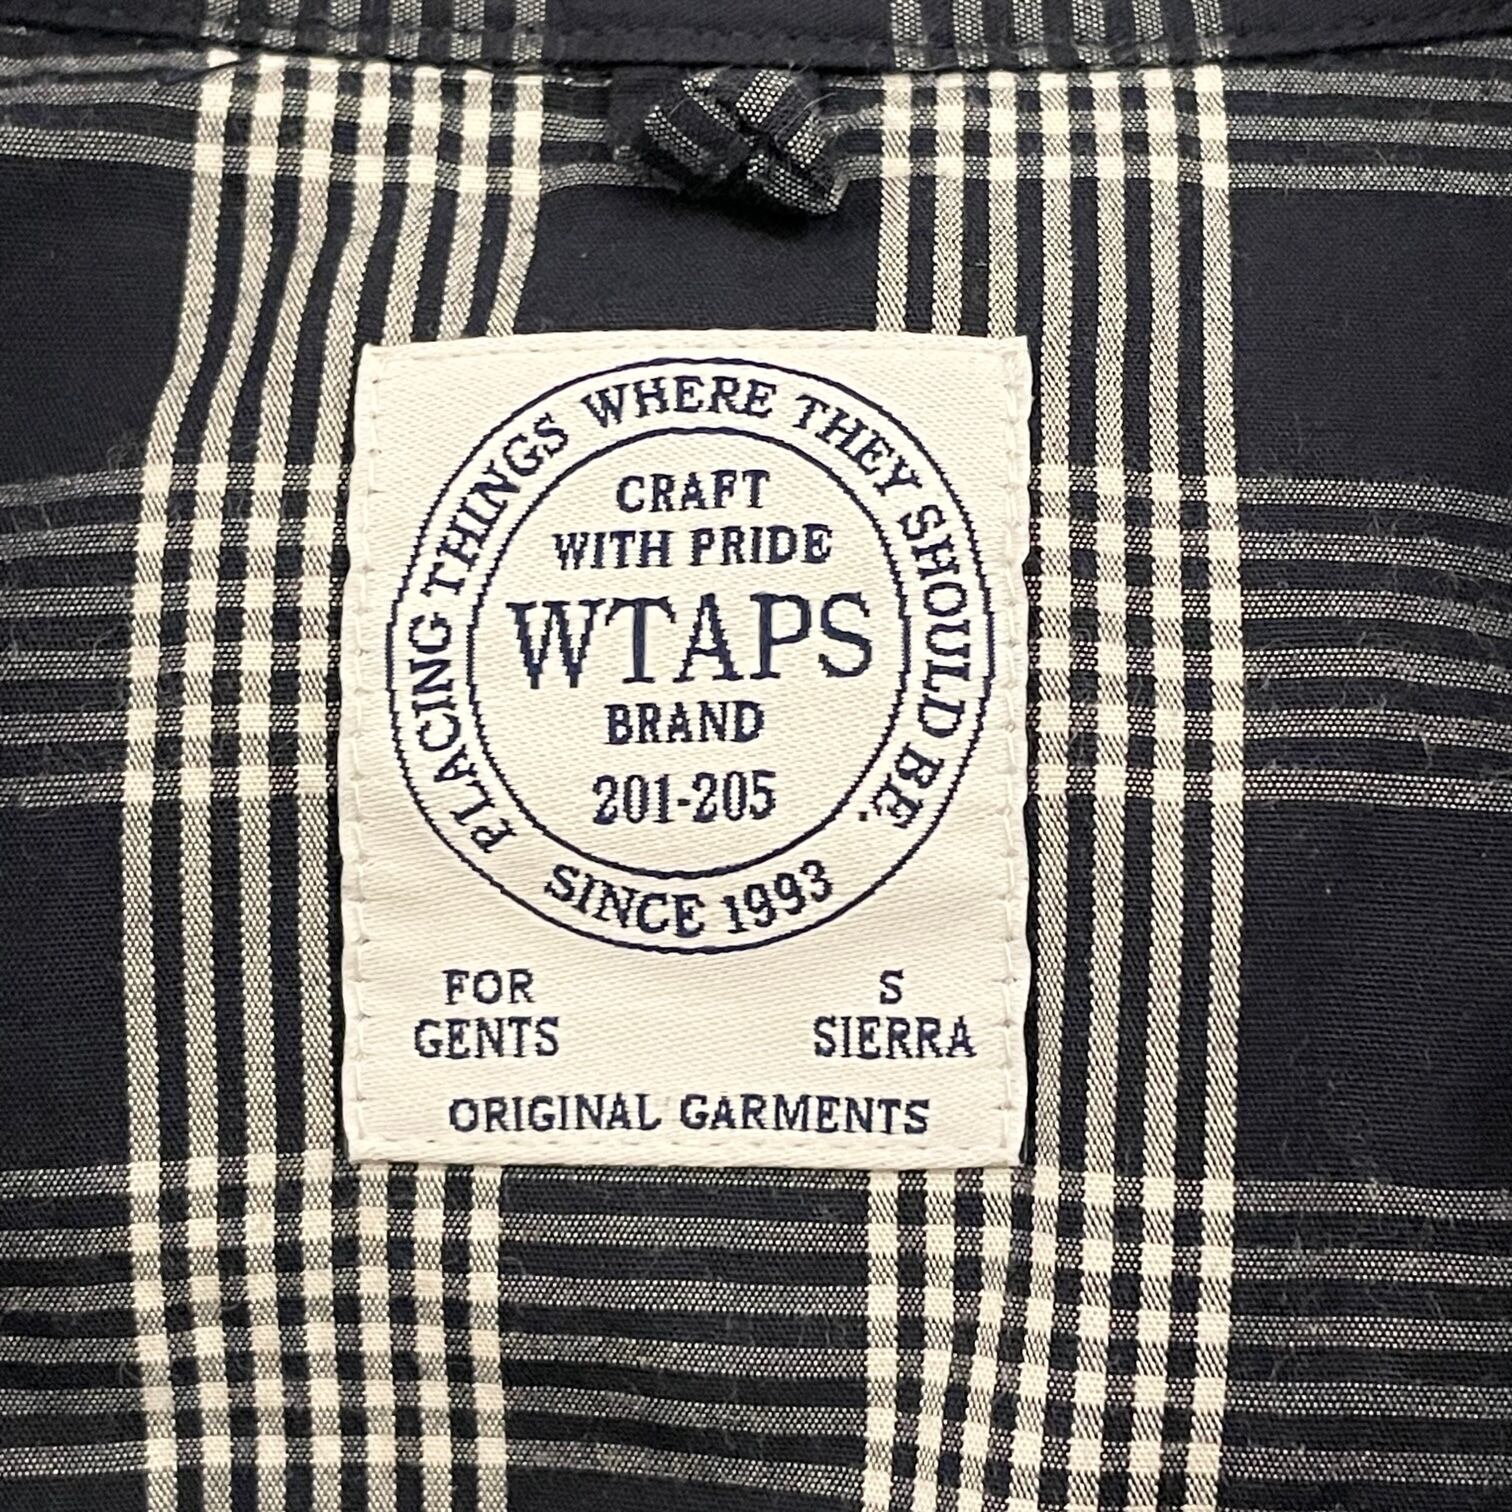 PLACING THINGS WHERE THEY SHOULD BE.
CRAFT
WITH PRIDE
WTAPS
BRAND
201-205
SINCE 1993
FOR
GENTS
S
SIERRA
ORIGINAL GARMENTS